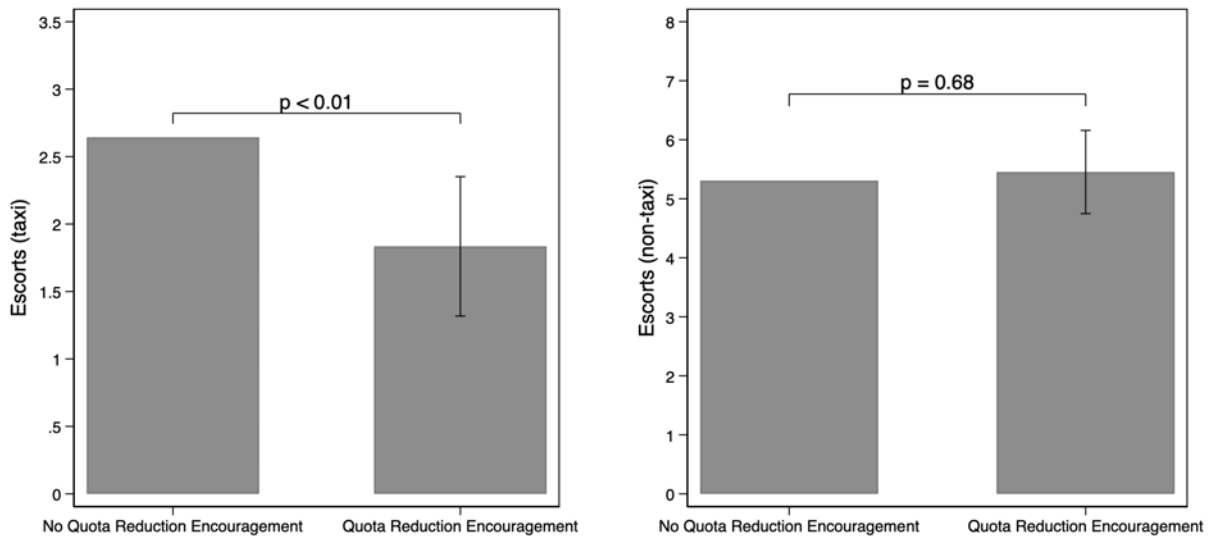 3.5
3
2.5
2
1.5
1
.5
0
Escorts (taxi)
p < 0.01
No Quota Reduction Encouragement
Quota Reduction Encouragement
8
7
6
5
4
3
2
1
0
Escorts (non-taxi)
p = 0.68
No Quota Reduction Encouragement
Quota Reduction Encouragement